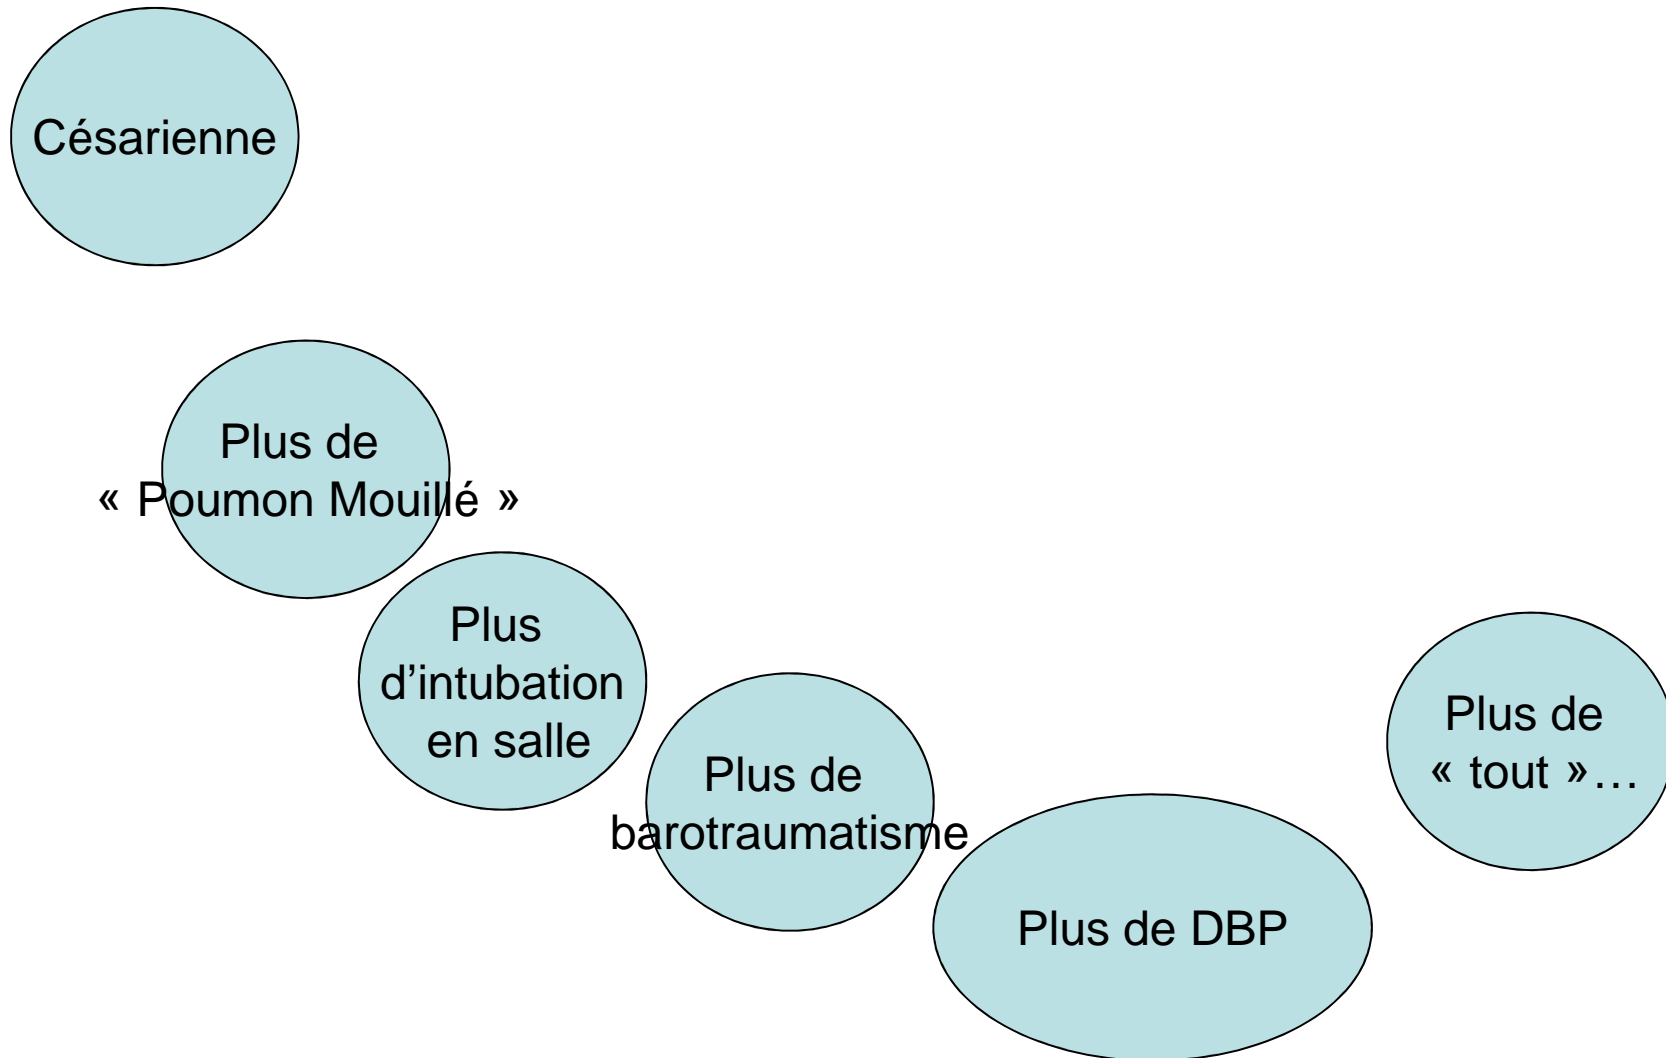 Césarienne
Plus de
« Poumon Mouillé »
Plus
d’intubation
en salle
Plus de
barotraumatisme
Plus de DBP
Plus de
« tout »…